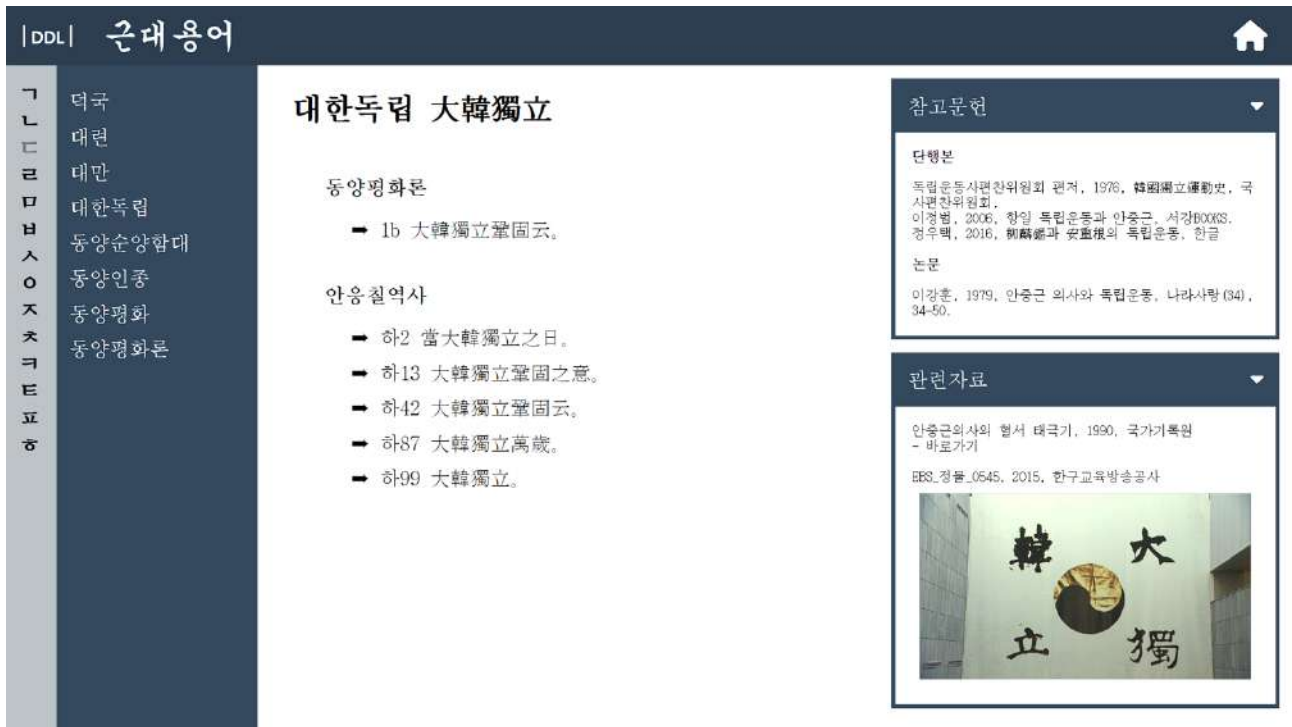 |DDL| 근대용어
ㄱ
ㄴ
ㄷ
ㄹ
ㅁ
ㅂ
ㅅ
ㅇ
ㅈ
ㅊ
ㅋ
ㅌ
ㅍ
ㅎ
덕국
대련
대만
대한독립
동양순양함대
동양인종
동양평화
동양평화론
대한독립 大韓獨立
동양평화론
➡ 1b 大韓獨立鞏固云。
안응칠역사
➡ 하2 當大韓獨立之日。
➡ 하13 大韓獨立鞏固之意。
➡ 하42 大韓獨立鞏固云。
➡ 하87 大韓獨立萬歲。
➡ 하99 大韓獨立。
참고문헌
단행본
독립운동사편찬위원회 편저, 1976, 韓國獨立運動史, 국
사편찬위원회.
이정범, 2006, 항일 독립운동과 안중근, 서강BOOKS.
정우택, 2016, 과 安重根의 독립운동, 한글
논문
이강훈, 1979, 안중근 의사와 독립운동, 나라사랑(34),
34-50.
관련자료
안중근의사의 혈서 태극기, 1990, 국가기록원
- 바로가기
EBS_정물_0545, 2015, 한구교육방송공사
韓 大
立 獨